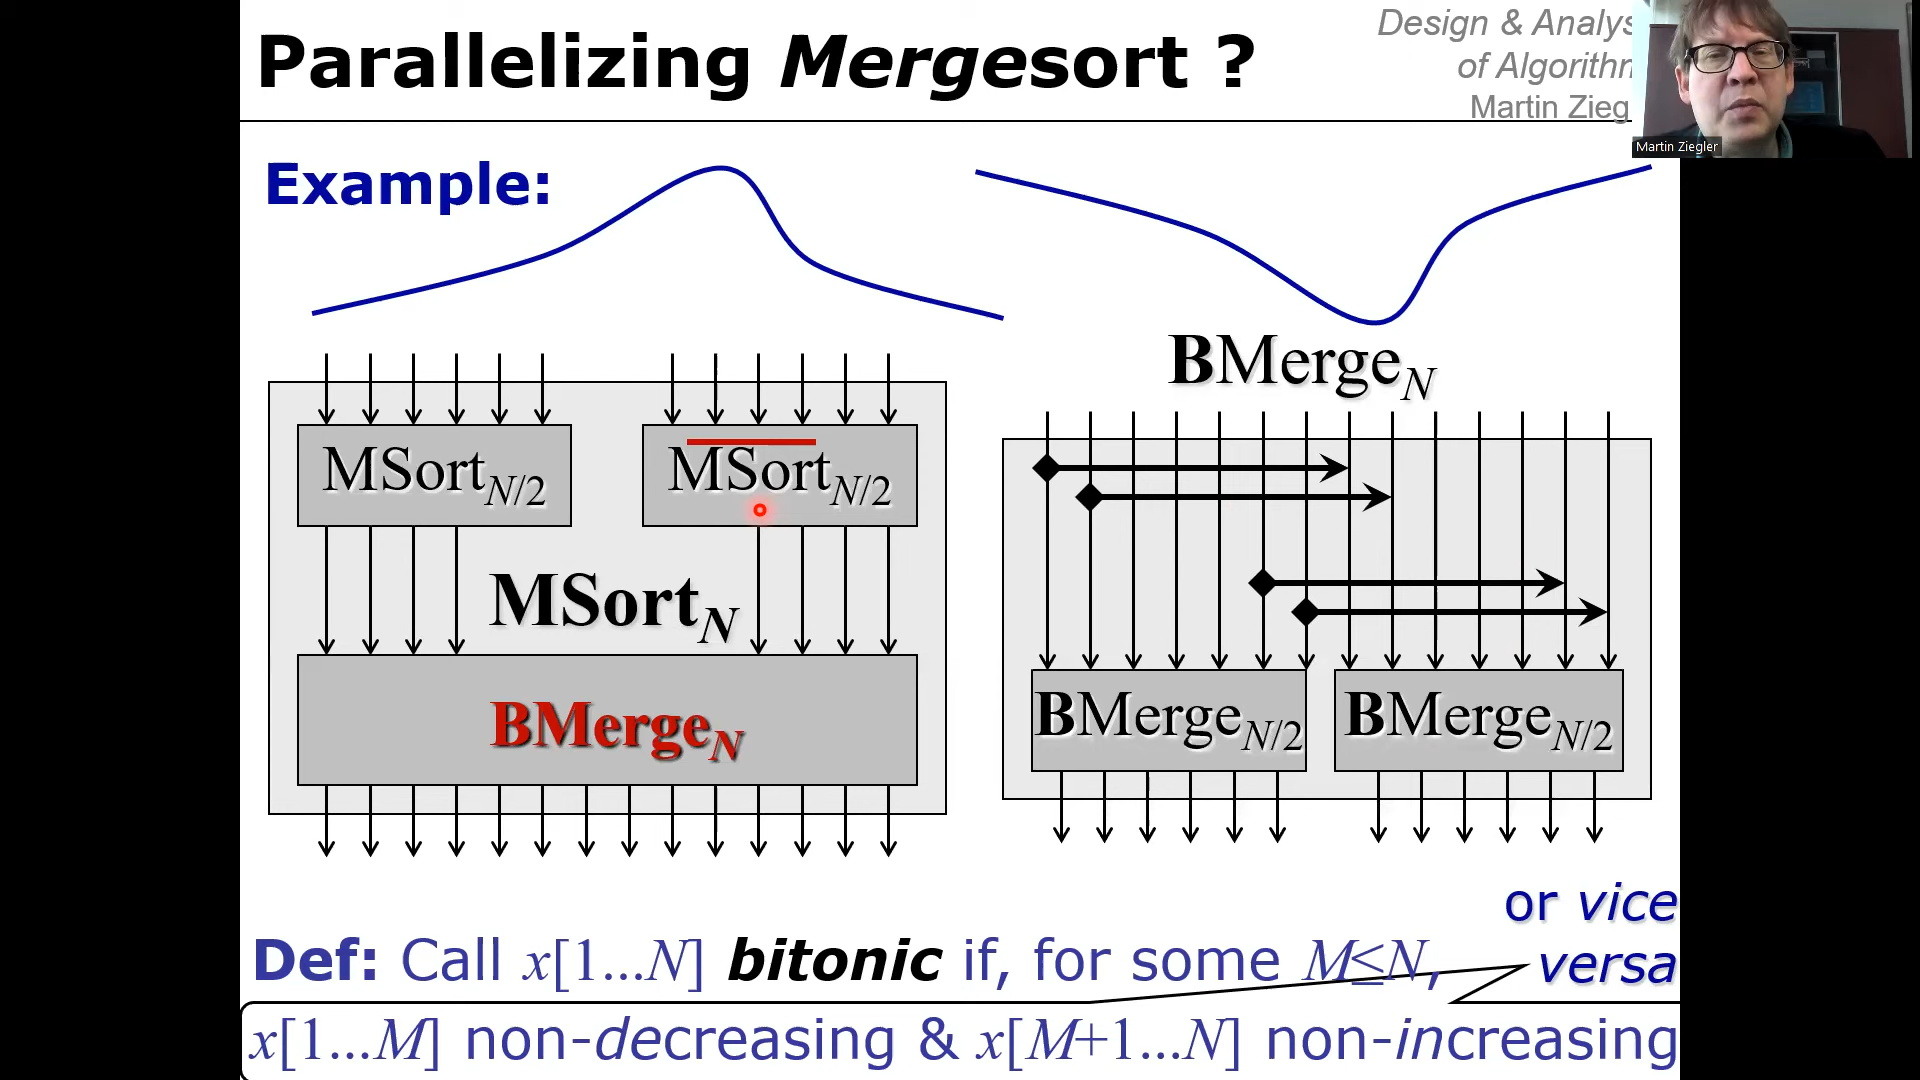 Parallelizing Mergesort ?
Design & Analys
of Algorithr
Martin Zieg
Martin Ziegler
Example:
BMergeN
MSortN/2
MSortN/2
MSortN
BMergeN
BMergeN/2
BMergeN/2
or vice
versa
Def: Call x[1...N] bitonic if, for some M≤N,
x[1...M] non-decreasing & x[M+1...N] non-increasing